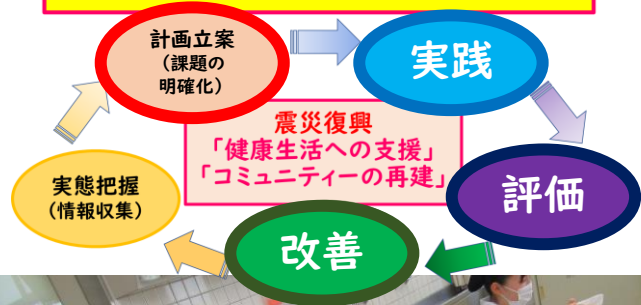 計画立案
（課題の
明確化）
実践
震災復興
「健康生活への支援」
「コミュニティーの再建」
実態把握
（情報収集）
評価
改善